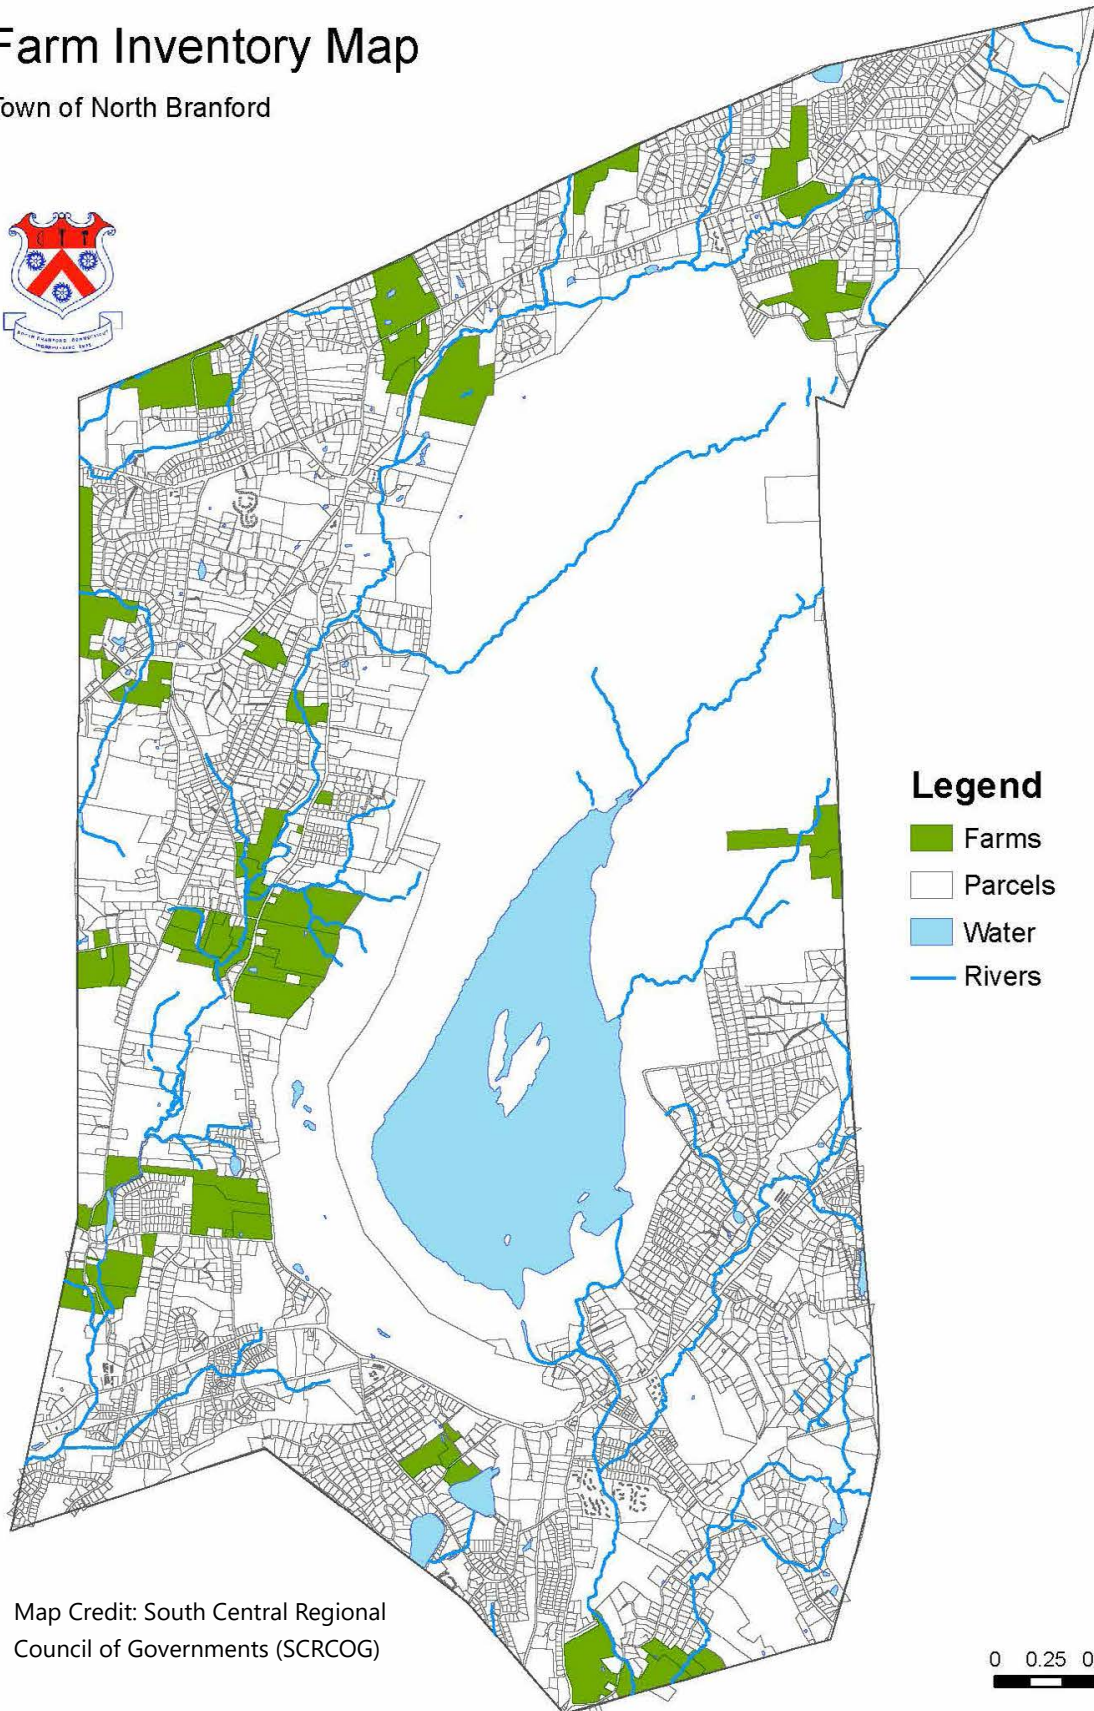 Farm Inventory Map
Town of North Branford
Legend
Farms
Parcels
Water
Rivers
Map Credit: South Central Regional
Council of Governments (SCRCOG)
0 0.25 0